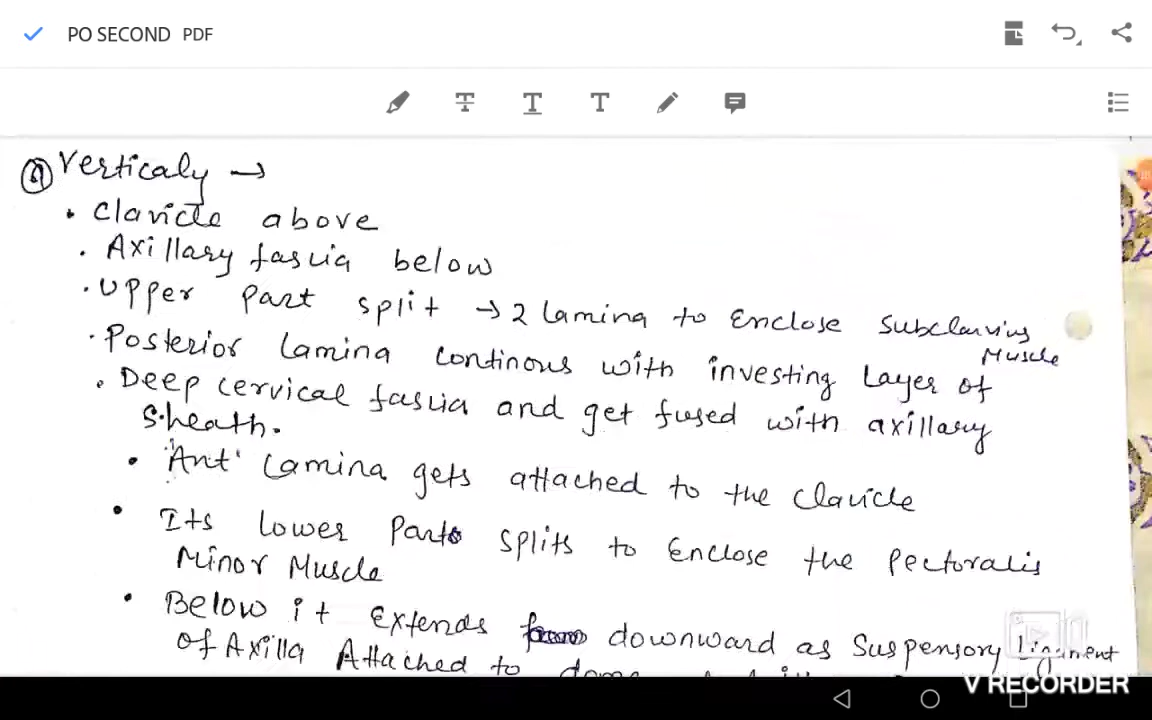 PO SECOND PDF
a Verticaly →
• Clavicle above
• Axillary fascia below
• Upper Part split → 2 lamina to Enclose Subclavius Muscle
• Posterior lamina continous with investing Layer of
• Deep cervical fascia and get fused with axillary
Sheath.
• Ant' Lamina gets attached to the Clavicle
• Its lower Part splits to Enclose the Pectoralis
Minor Muscle
• Below it Extends downward as Suspensory Ligament
of Axilla Attached to dome
V RECORDER